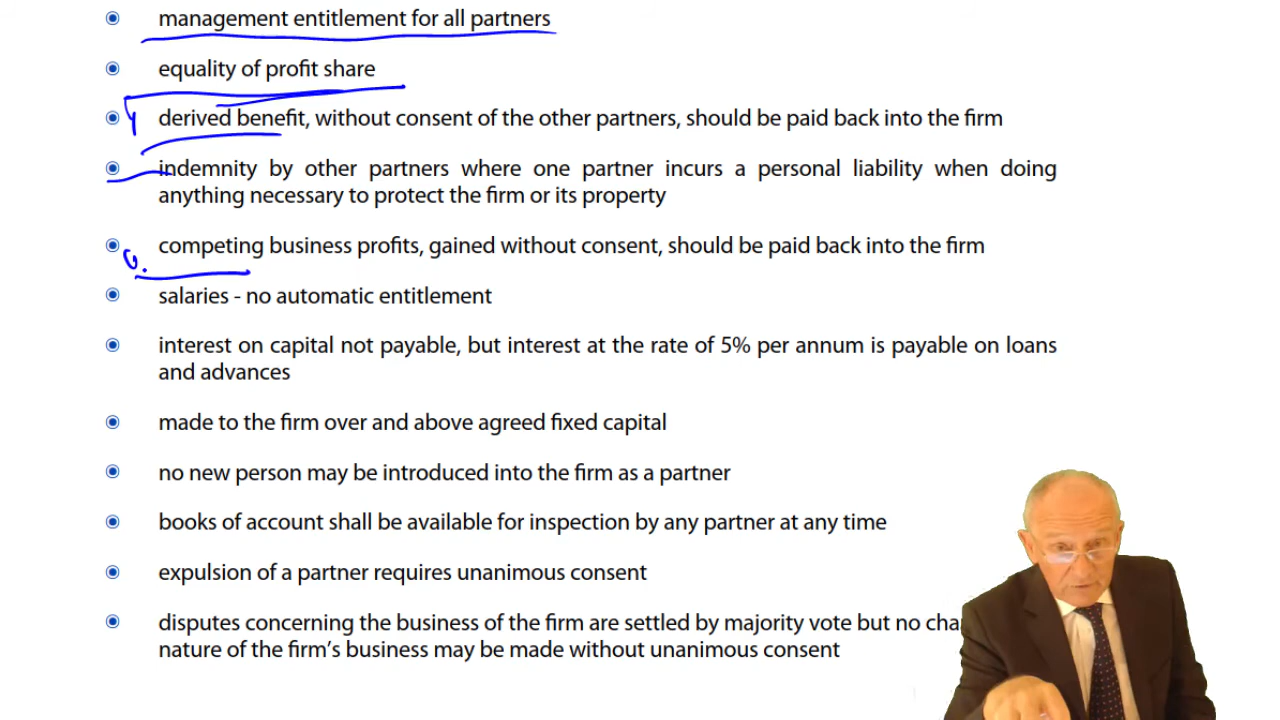 management entitlement for all partners
equality of profit share
derived benefit, without consent of the other partners, should be paid back into the firm
indemnity by other partners where one partner incurs a personal liability when doing
anything necessary to protect the firm or its property
competing business profits, gained without consent, should be paid back into the firm
salaries - no automatic entitlement
interest on capital not payable, but interest at the rate of 5% per annum is payable on loans
and advances
made to the firm over and above agreed fixed capital
no new person may be introduced into the firm as a partner
books of account shall be available for inspection by any partner at any time
expulsion of a partner requires unanimous consent
disputes concerning the business of the firm are settled by majority vote but no
nature of the firm's business may be made without unanimous consent